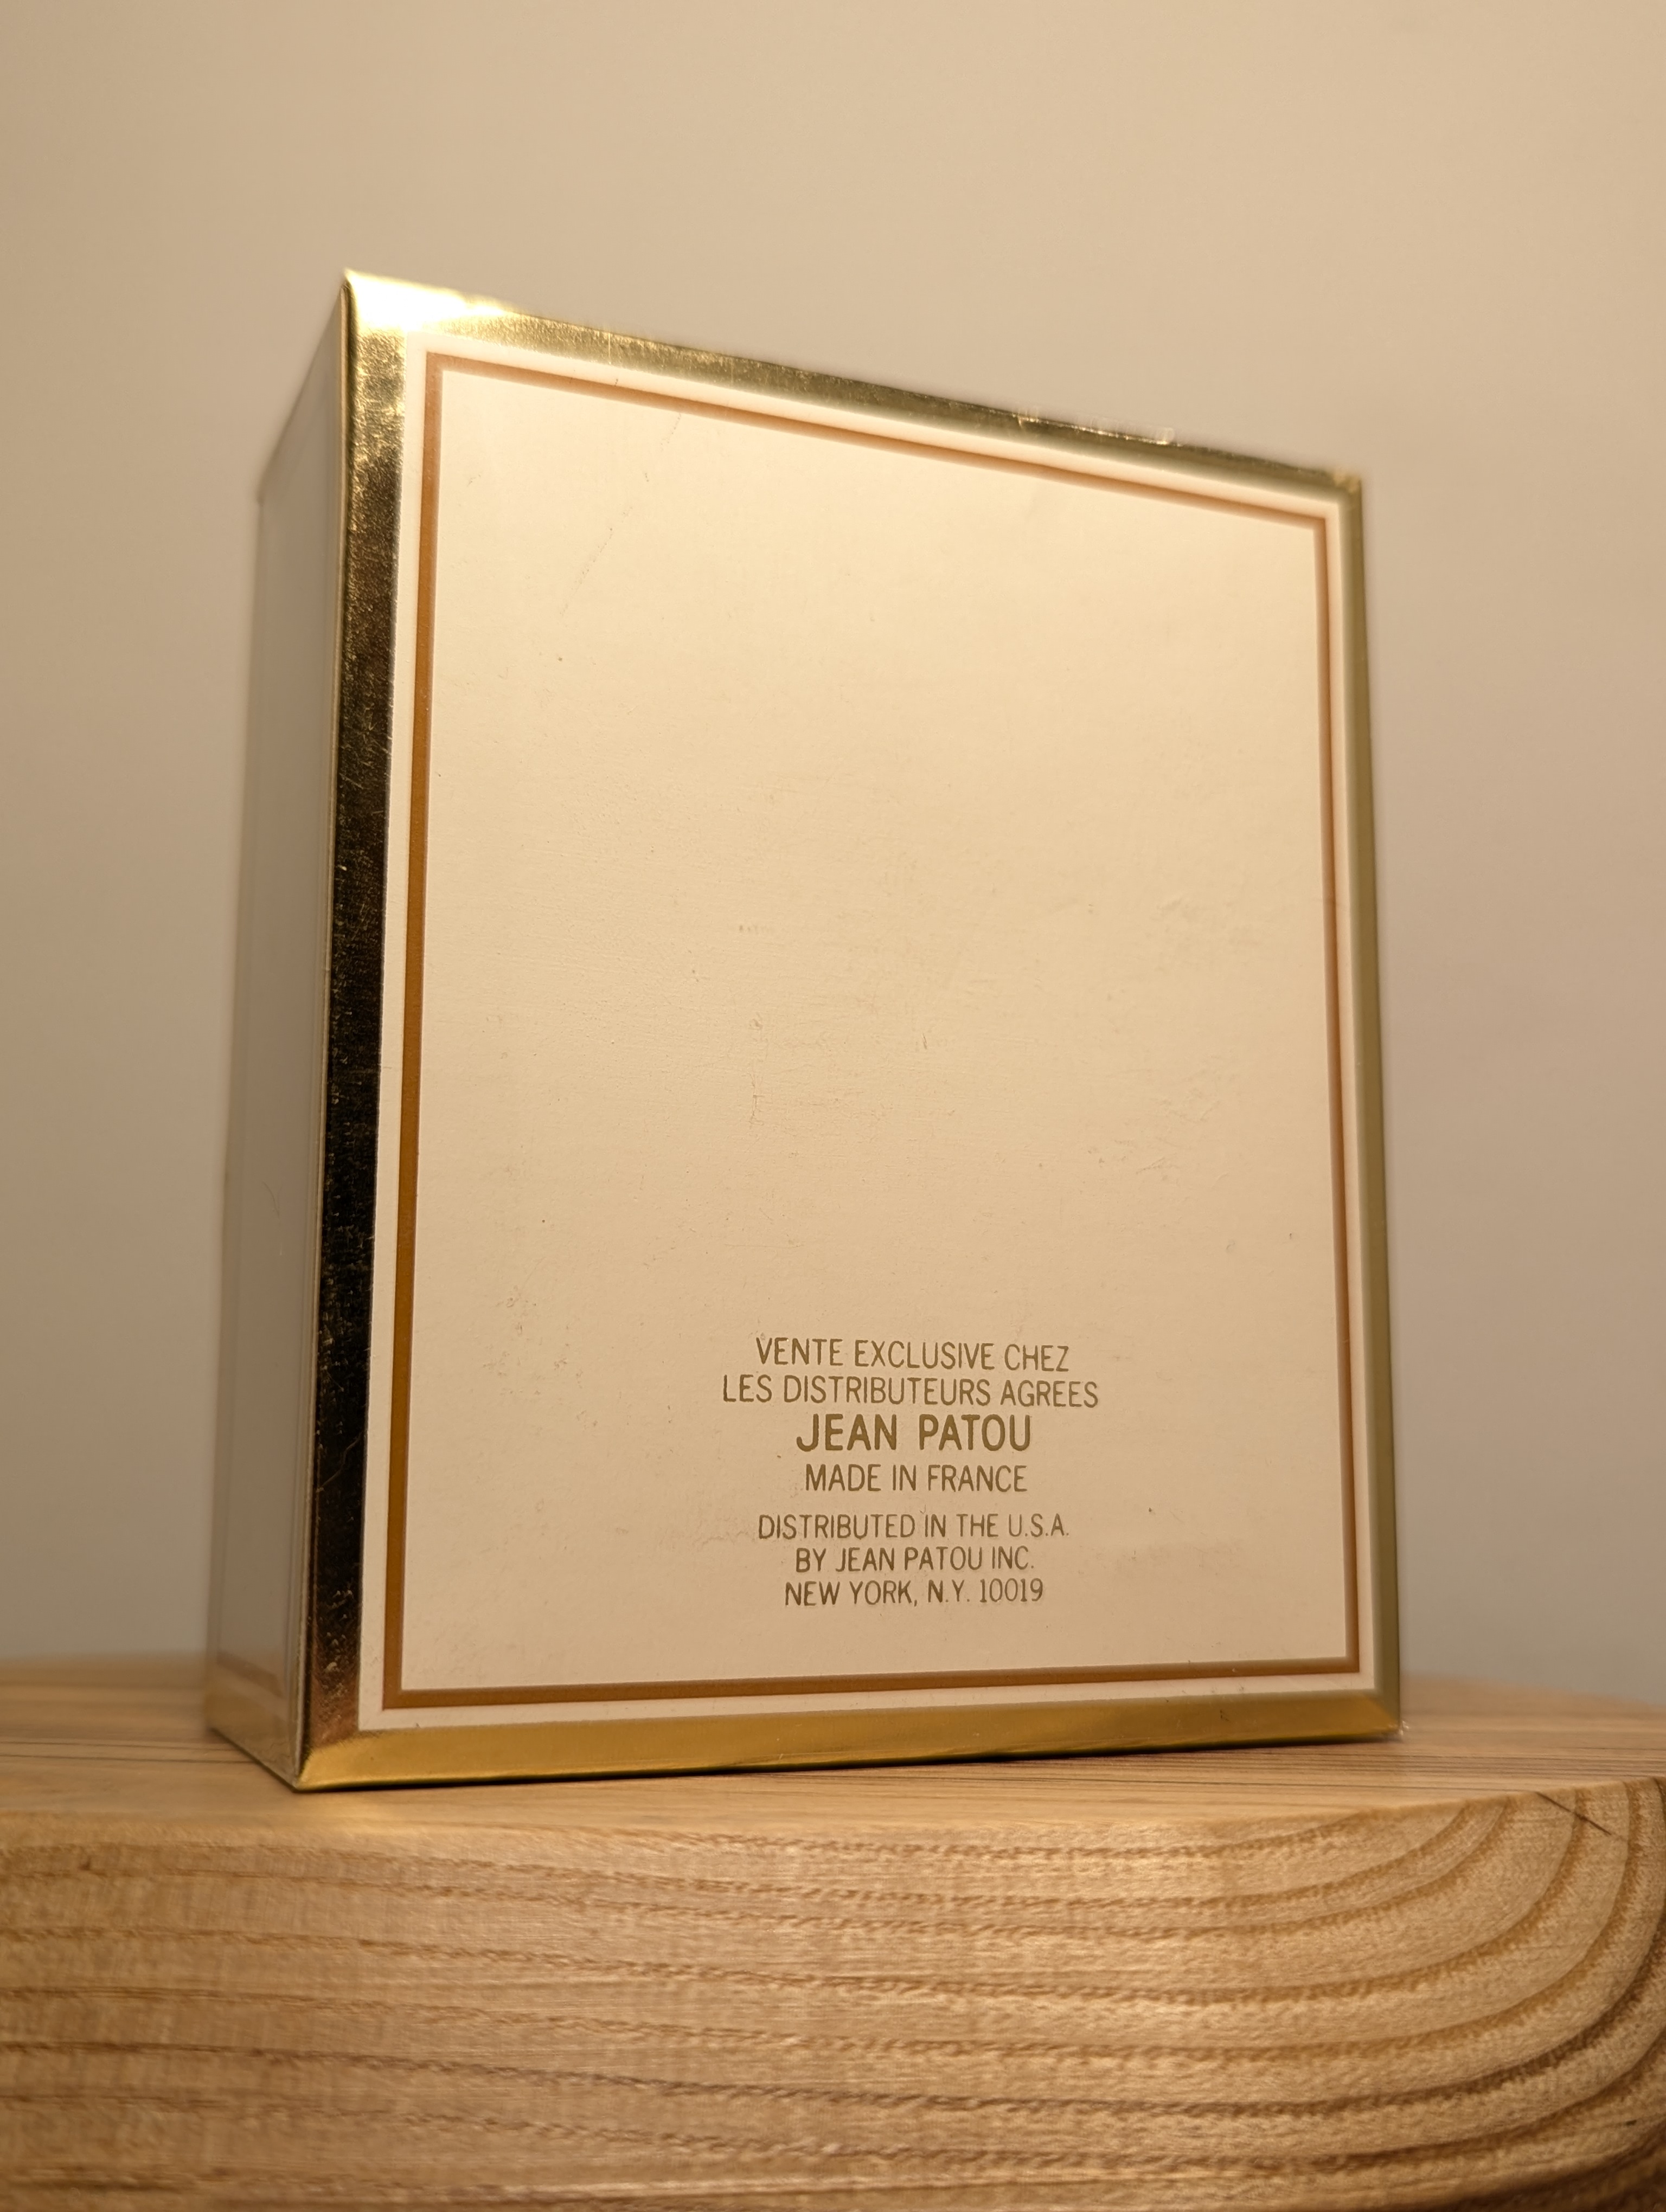 VENTE EXCLUSIVE CHEZ
LES DISTRIBUTEURS AGREES
JEAN PATOU
MADE IN FRANCE
DISTRIBUTED IN THE U.S.A.
BY JEAN PATOU INC.
NEW YORK, N.Y. 10019